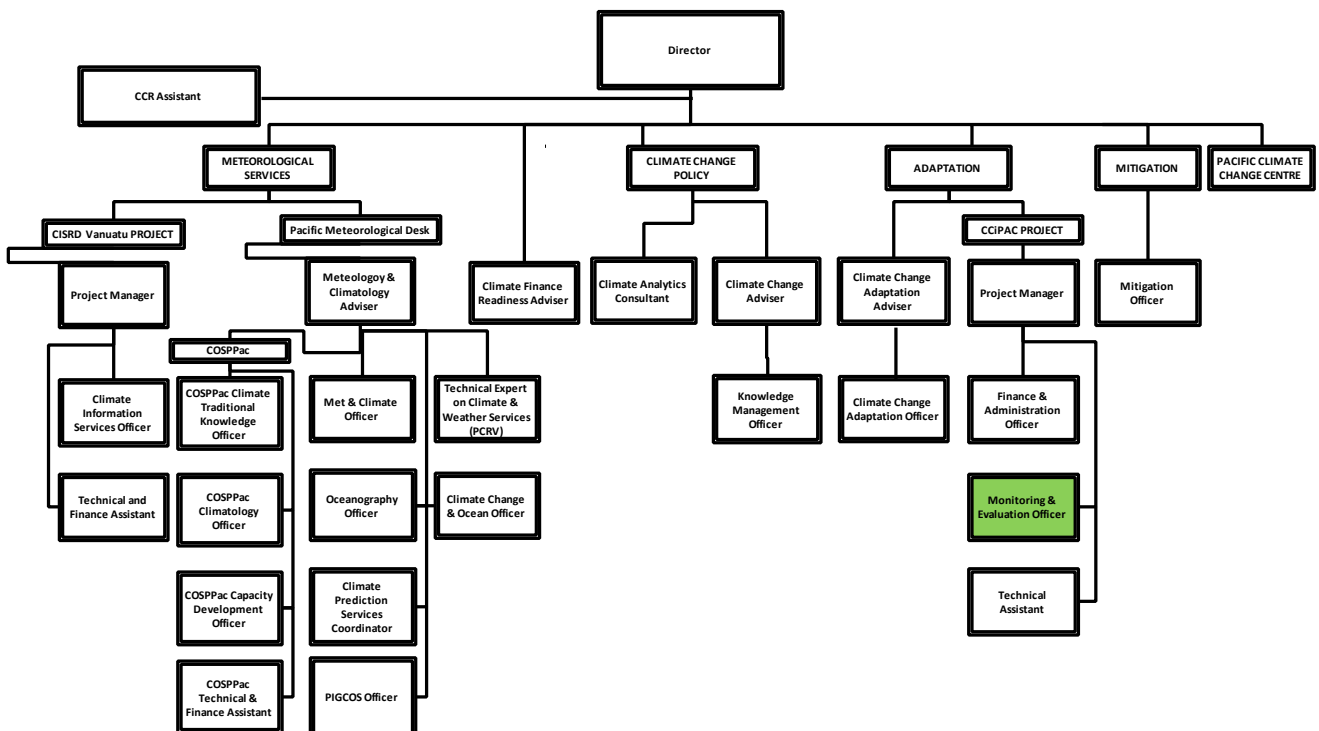 Director
CCR Assistant
METEOROLOGICAL
SERVICES
CLIMATE CHANGE
POLICY
ADAPTATION
MITIGATION
PACIFIC CLIMATE
CHANGE CENTRE
CISRD Vanuatu PROJECT
Pacific Meteorological Desk
CCiPAC PROJECT
Project Manager
Meteologoy &
Climatology
Adviser
Climate Finance
Readiness Adviser
Climate Analytics
Consultant
Climate Change
Adviser
Climate Change
Adaptation
Adviser
Project Manager
Mitigation
Officer
COSPPac
Climate
Information
Services Officer
COSPPac Climate
Traditional
Knowledge
Officer
Met & Climate
Officer
Technical Expert
on Climate &
Weather Services
(PCRV)
Knowledge
Management
Officer
Climate Change
Adaptation Officer
Finance &
Administration
Officer
Technical and
Finance Assistant
COSPPac
Climatology
Officer
Oceanography
Officer
Climate Change
& Ocean Officer
Monitoring &
Evaluation Officer
COSPPac Capacity
Development
Officer
Climate
Prediction
Services
Coordinator
Technical
Assistant
COSPPac
Technical &
Finance Assistant
PIGCOS Officer